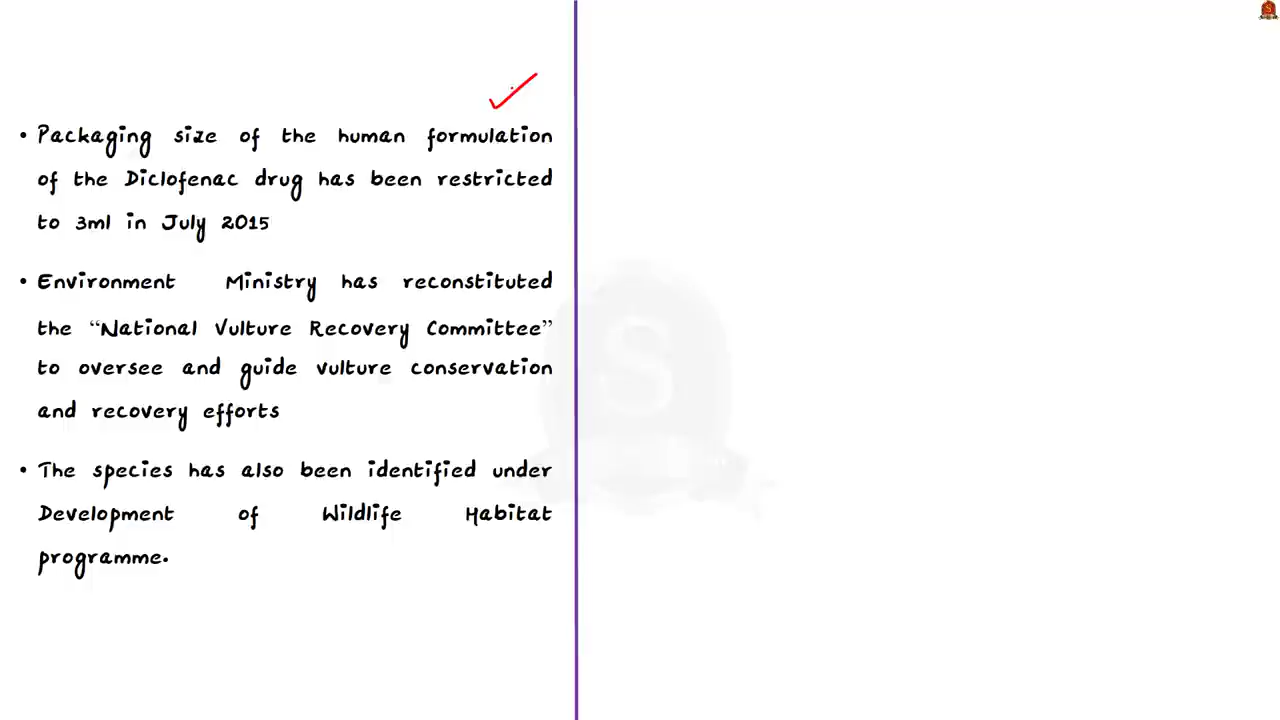 • Packaging size of the human formulation
of the Diclofenac drug has been restricted
to 3ml in July 2015
• Environment Ministry has reconstituted
the “National Vulture Recovery Committee”
to oversee and guide vulture conservation
and recovery efforts
• The species has also been identified under
Development of Wildlife Habitat
programme.
S